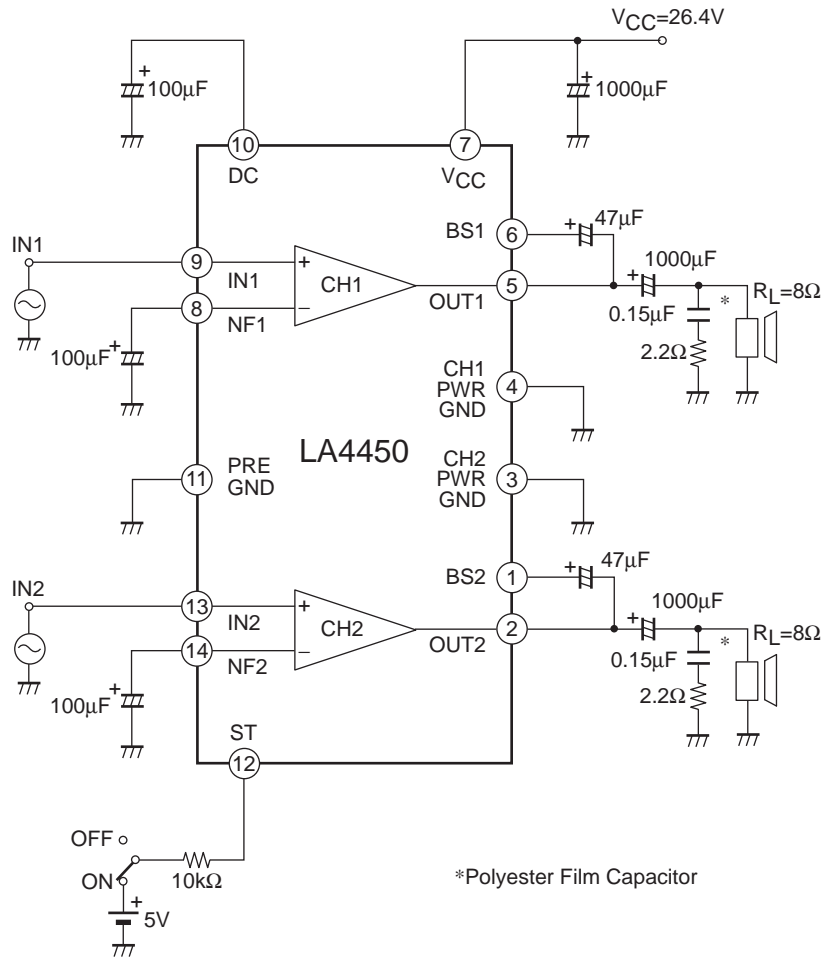 VCC=26.4V
100μF
1000μF
10
7
DC
VCC
47μF
BS1
6
IN1
1000μF
9
IN1
+
CH1
OUT1
5
RL=8Ω
8
NF1
−
0.15μF
*
100μF
2.2Ω
CH1
PWR
GND
4
LA4450
11
PRE
GND
CH2
PWR
GND
3
47μF
BS2
1
IN2
1000μF
13
IN2
+
CH2
OUT2
2
RL=8Ω
14
NF2
−
0.15μF
*
100μF
2.2Ω
ST
12
OFF
ON
10kΩ
*Polyester Film Capacitor
+
5V